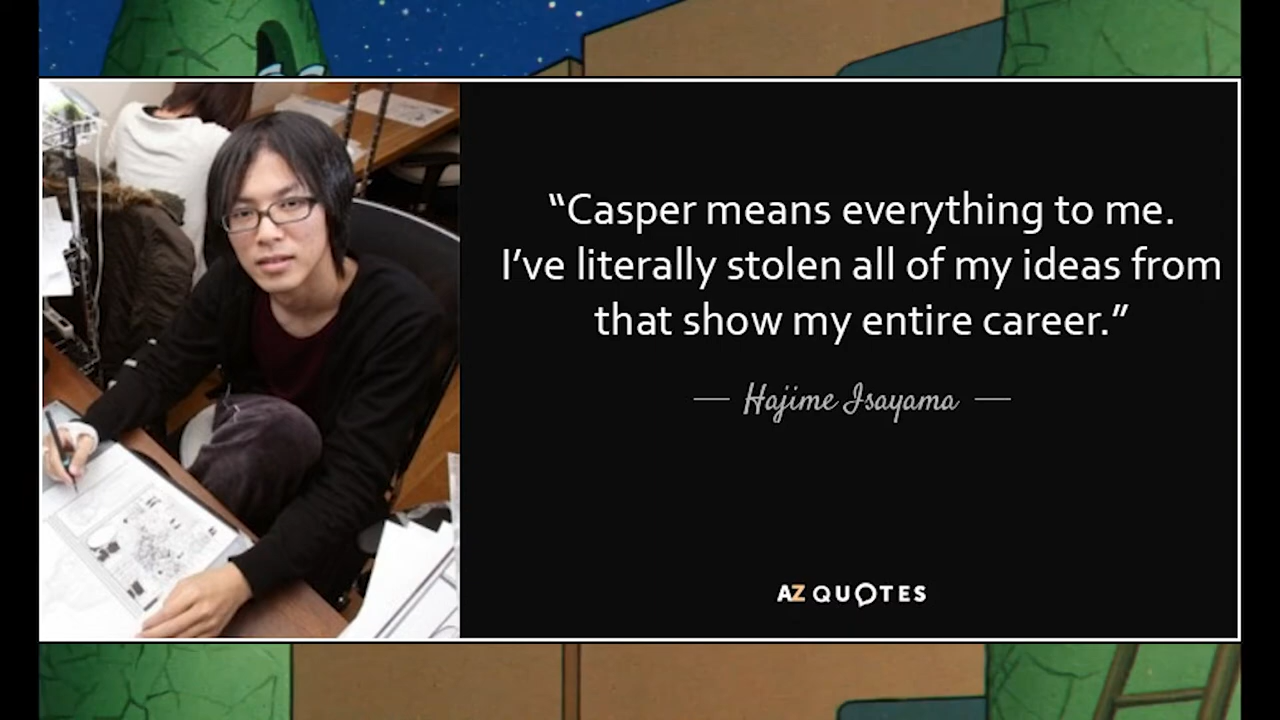 “Casper means everything to me.
I’ve literally stolen all of my ideas from
that show my entire career.”
Hajime Isayama
AZ QUOTES